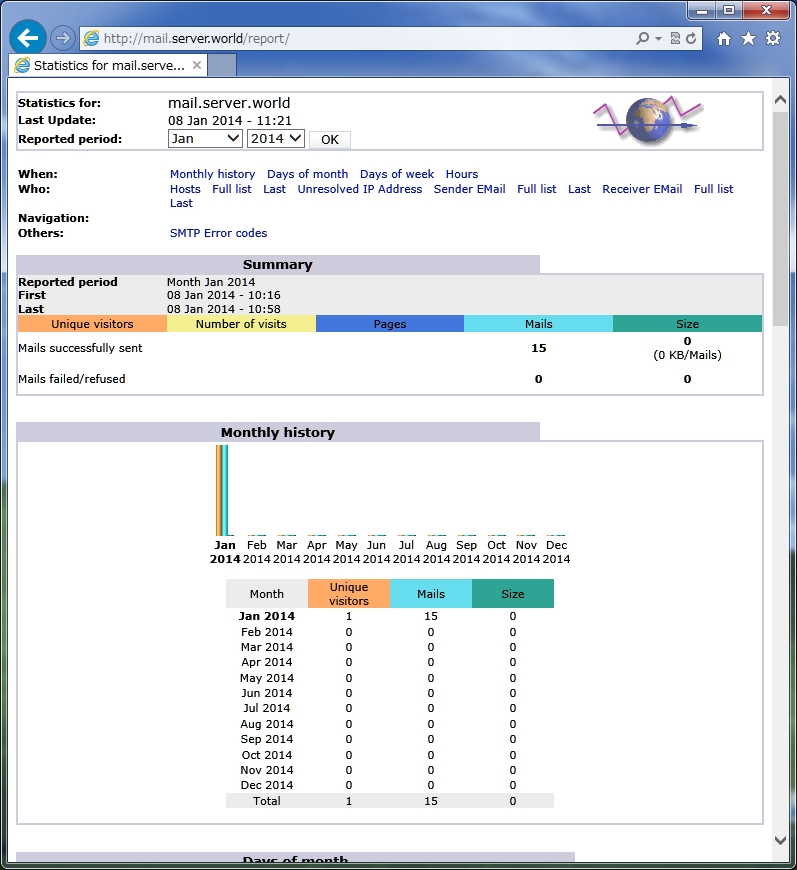 http://mail.server.world/report/
Statistics for mail.serve...
Statistics for: mail.server.world
Last Update: 08 Jan 2014 - 11:21
Reported period: Jan 2014 OK
When: Monthly history Days of month Days of week Hours
Who: Hosts Full list Last Unresolved IP Address Sender EMail Full list Last Receiver EMail Full list
Last
Navigation:
Others: SMTP Error codes
Summary
Reported period Month Jan 2014
First 08 Jan 2014 - 10:16
Last 08 Jan 2014 - 10:58
Unique visitors Number of visits Pages Mails Size
Mails successfully sent 15 0
(0 KB/Mails)
Mails failed/refused 0 0
Monthly history
Jan Feb Mar Apr May Jun Jul Aug Sep Oct Nov Dec
2014 2014 2014 2014 2014 2014 2014 2014 2014 2014 2014 2014
Month Unique visitors Mails Size
Jan 2014 1 15 0
Feb 2014 0 0 0
Mar 2014 0 0 0
Apr 2014 0 0 0
May 2014 0 0 0
Jun 2014 0 0 0
Jul 2014 0 0 0
Aug 2014 0 0 0
Sep 2014 0 0 0
Oct 2014 0 0 0
Nov 2014 0 0 0
Dec 2014 0 0 0
Total 1 15 0
Days of month